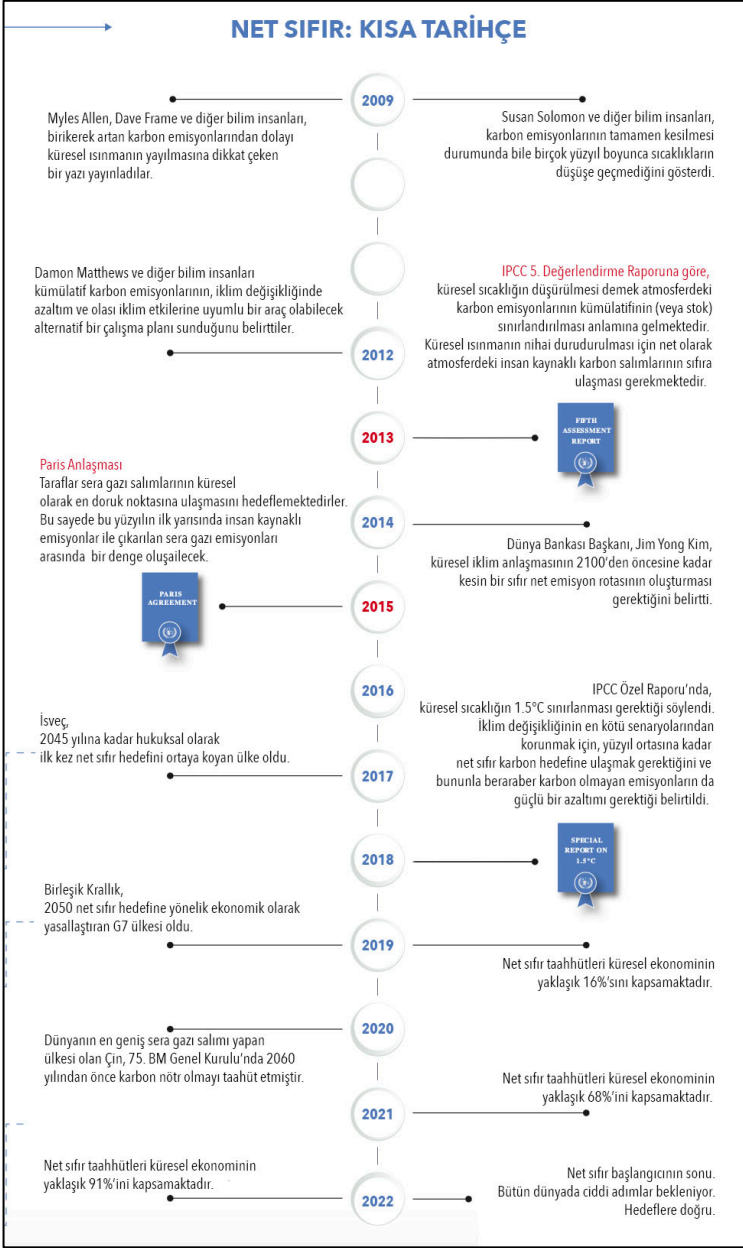 NET SIFIR: KISA TARİHÇE
2009
Myles Allen, Dave Frame ve diğer bilim insanları,
birikerek artan karbon emisyonlarından dolayı
küresel ısınmanın yayılmasına dikkat çeken
bir yazı yayınladılar.
Susan Solomon ve diğer bilim insanları,
karbon emisyonlarının tamamen kesilmesi
durumunda bile birçok yüzyıl boyunca sıcaklıkların
düşüşe geçmediğini gösterdi.
Damon Matthews ve diğer bilim insanları
kümülatif karbon emisyonlarının, iklim değişikliğinde
azaltım ve olası iklim etkilerine uyumlu bir araç olabilecek
alternatif bir çalışma planı sunduğunu belirttiler.
2012
IPCC 5. Değerlendirme Raporuna göre,
küresel sıcaklığın düşürülmesi demek atmosferdeki
karbon emisyonlarının kümülatifinin (veya stok)
sınırlandırılması anlamına gelmektedir.
Küresel ısınmanın nihai durudurulması için net olarak
atmosferdeki insan kaynaklı karbon salımlarının sıfıra
ulaşması gerekmektedir.
2013
FIFTH
ASSESSMENT
REPORT
Paris Anlaşması
Taraflar sera gazı salımlarının küresel
olarak en doruk noktasına ulaşmasını hedeflemektedirler.
Bu sayede bu yüzyılın ilk yarısında insan kaynaklı
emisyonlar ile çıkarılan sera gazı emisyonları
arasında bir denge oluşailecek.
2014
Dünya Bankası Başkanı, Jim Yong Kim,
küresel iklim anlaşmasının 2100'den öncesine kadar
kesin bir sıfır net emisyon rotasının oluşturması
gerektiğini belirtti.
PARIS
AGREEMENT
2015
2016
IPCC Özel Raporu'nda,
küresel sıcaklığın 1.5°C sınırlanması gerektiği söylendi.
İklim değişikliğinin en kötü senaryolarından
korunmak için, yüzyıl ortasına kadar
net sıfır karbon hedefine ulaşmak gerektiğini ve
bununla beraraber karbon olmayan emisyonların da
güçlü bir azaltımı gerektiği belirtildi.
İsveç,
2045 yılına kadar hukuksal olarak
ilk kez net sıfır hedefini ortaya koyan ülke oldu.
2017
2018
SPECIAL
REPORT ON
1.5°C
Birleşik Krallık,
2050 net sıfır hedefine yönelik ekonomik olarak
yasallaştıran G7 ülkesi oldu.
2019
Net sıfır taahhütleri küresel ekonominin
yaklaşık 16%'sını kapsamaktadır.
2020
Dünyanın en geniş sera gazı salımı yapan
ülkesi olan Çin, 75. BM Genel Kurulu'nda 2060
yılından önce karbon nötr olmayı taahüt etmiştir.
Net sıfır taahhütleri küresel ekonominin
yaklaşık 68%'ini kapsamaktadır.
2021
Net sıfır taahhütleri küresel ekonominin
yaklaşık 91%'ini kapsamaktadır.
2022
Net sıfır başlangıcının sonu.
Bütün dünyada ciddi adımlar bekleniyor.
Hedeflere doğru.